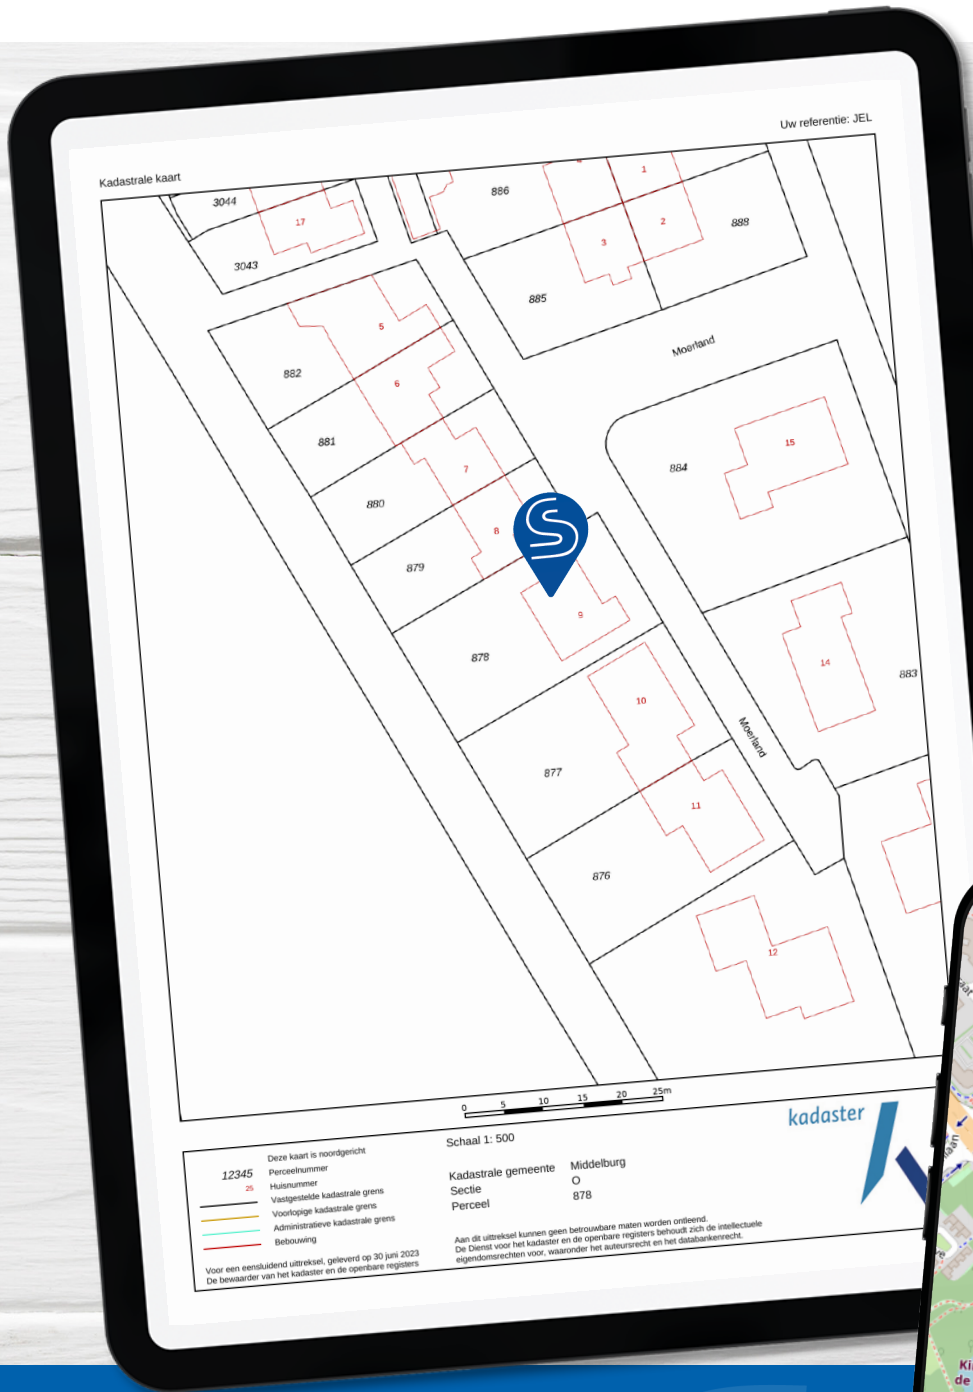 Uw referentie: JEL
Kadastrale kaart
3044
17
3043
886
1
2
3
888
885
Moerland
5
882
6
881
7
880
8
879
9
878
884
15
14
883
10
877
Moerland
11
876
12
0 5 10 15 20 25m
Schaal 1: 500
kadaster
Deze kaart is noordgericht
12345 Perceelnummer
25 Huisnummer
Vastgestelde kadastrale grens
Voorlopige kadastrale grens
Administratieve kadastrale grens
Bebouwing
Kadastrale gemeente Middelburg
Sectie O
Perceel 878
Voor een eensluidend uittreksel, geleverd op 30 juni 2023
De bewaarder van het kadaster en de openbare registers
Aan dit uittreksel kunnen geen betrouwbare maten worden ontleend.
De Dienst voor het kadaster en de openbare registers behoudt zich de intellectuele
eigendomsrechten voor, waaronder het auteursrecht en het databankenrecht.